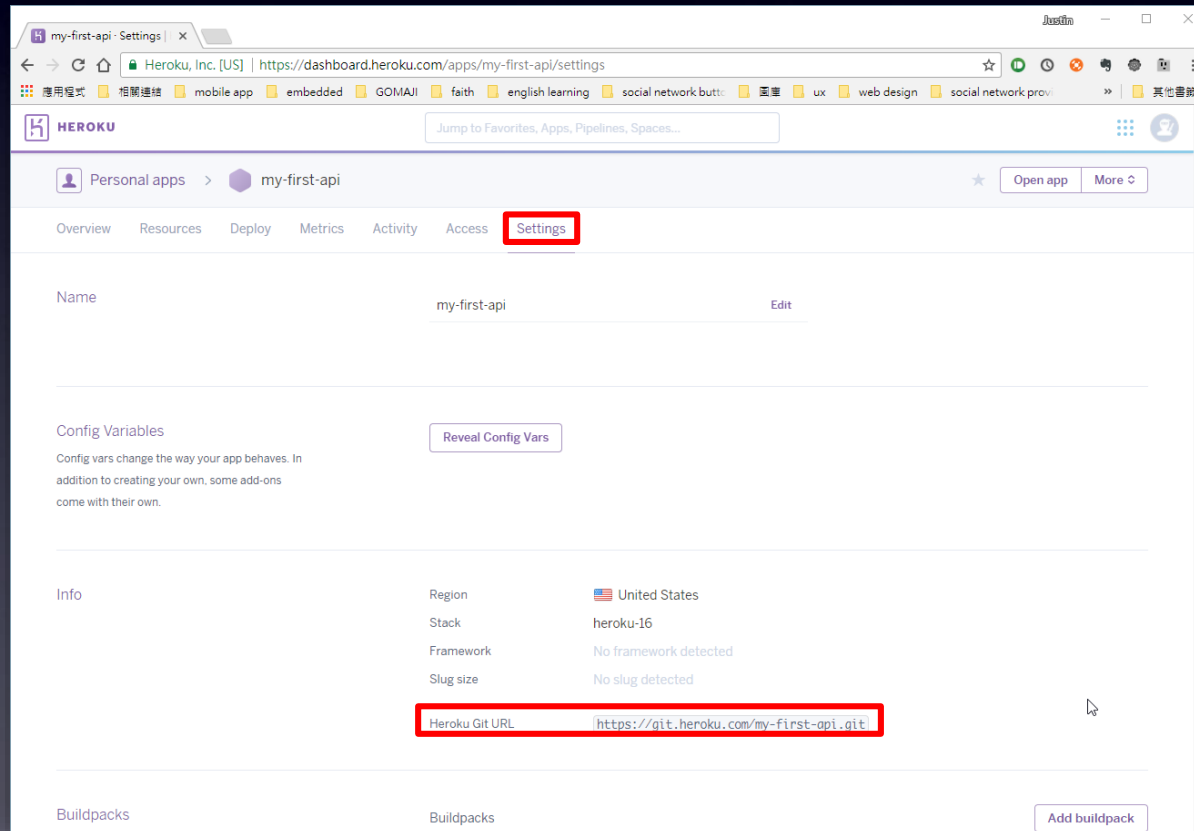 Justin
my-first-api · Settings |
Heroku, Inc. [US] | https://dashboard.heroku.com/apps/my-first-api/settings
應用程式 相關連結 mobile app embedded GOMAJI faith english learning social network butto 圖庫 ux web design social network provi » 其他書籤
HEROKU Jump to Favorites, Apps, Pipelines, Spaces...
Personal apps > my-first-api Open app More
Overview Resources Deploy Metrics Activity Access Settings
Name my-first-api Edit
Config Variables Reveal Config Vars
Config vars change the way your app behaves. In
addition to creating your own, some add-ons
come with their own.
Info Region United States
Stack heroku-16
Framework No framework detected
Slug size No slug detected
Heroku Git URL https://git.heroku.com/my-first-api.git
Buildpacks Buildpacks Add buildpack